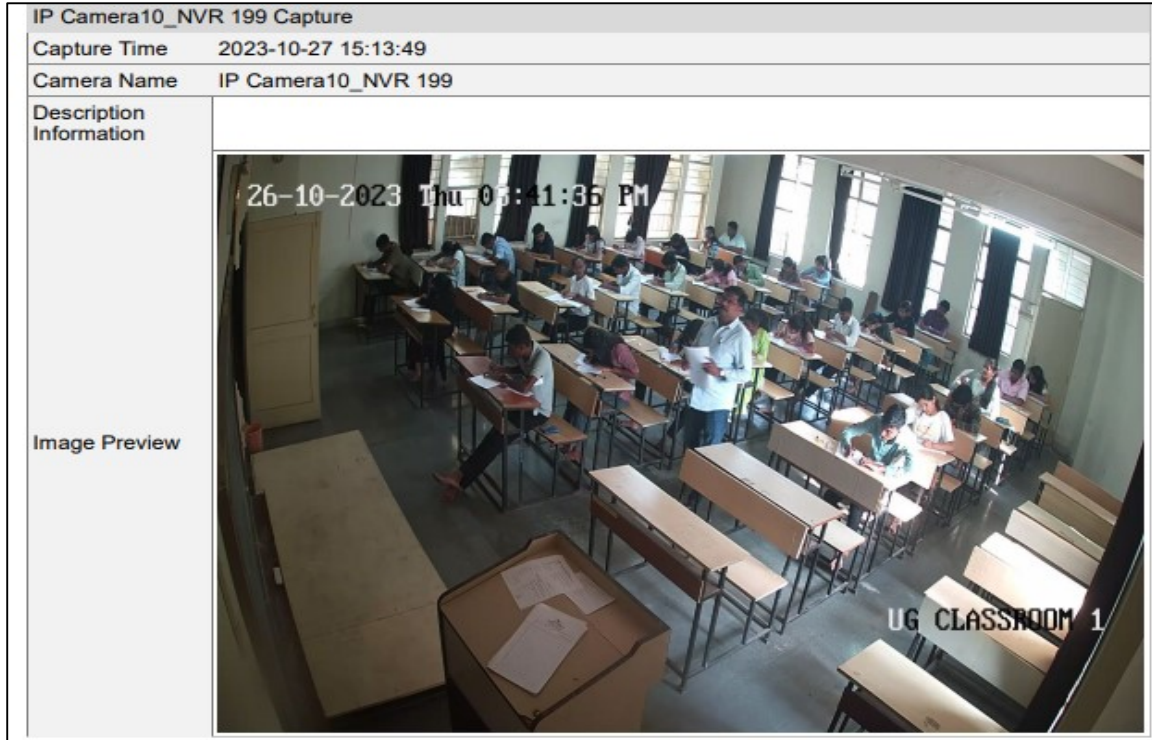 IP Camera10_NVR 199 Capture
Capture Time 2023-10-27 15:13:49
Camera Name IP Camera10_NVR 199
Description
Information
26-10-2023 Thu 03:41:36 PM
Image Preview
UG CLASSROOM 1